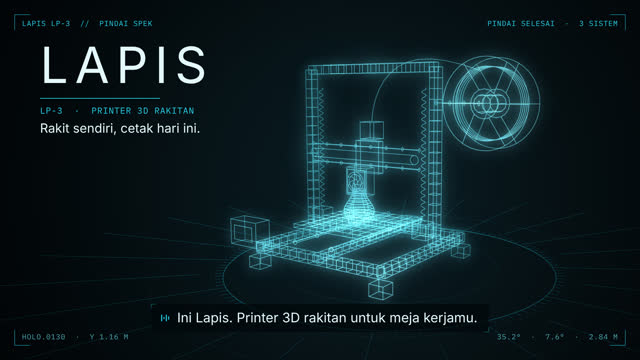 LAPIS LP-3 // PINDAI SPEK
PINDAI SELESAI · 3 SISTEM
LAPIS
LP-3 · PRINTER 3D RAKITAN
Rakit sendiri, cetak hari ini.
Ini Lapis. Printer 3D rakitan untuk meja kerjamu.
HOLO.0130 · Y 1.16 M
35.2° · 7.6° · 2.84 M